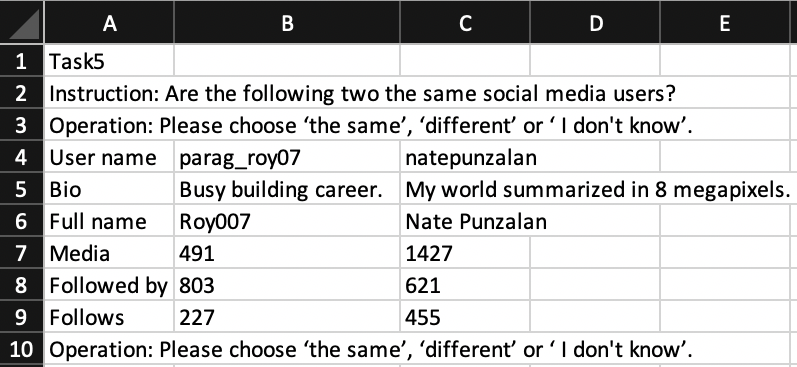 A B C D E
1 Task5
2 Instruction: Are the following two the same social media users?
3 Operation: Please choose ‘the same’, ‘different’ or ‘ I don't know’.
4 User name parag_roy07 natepunzalan
5 Bio Busy building career. My world summarized in 8 megapixels.
6 Full name Roy007 Nate Punzalan
7 Media 491 1427
8 Followed by 803 621
9 Follows 227 455
10 Operation: Please choose ‘the same’, ‘different’ or ‘ I don't know’.